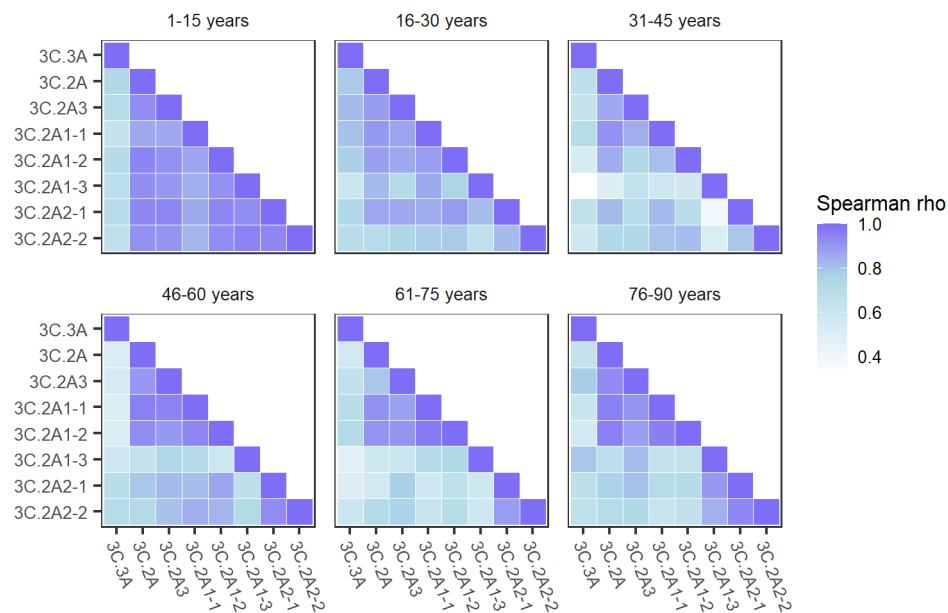 1-15 years
16-30 years
31-45 years
3C.3A
3C.2A
3C.2A3
3C.2A1-1
3C.2A1-2
3C.2A1-3
3C.2A2-1
3C.2A2-2
Spearman rho
1.0
0.8
0.6
0.4
46-60 years
61-75 years
76-90 years
3C.3A
3C.2A
3C.2A3
3C.2A1-1
3C.2A1-2
3C.2A1-3
3C.2A2-1
3C.2A2-2
3C.3A
3C.2A
3C.2A3
3C.2A1-1
3C.2A1-2
3C.2A1-3
3C.2A2-1
3C.2A2-2
3C.3A
3C.2A
3C.2A3
3C.2A1-1
3C.2A1-2
3C.2A1-3
3C.2A2-1
3C.2A2-2
3C.3A
3C.2A
3C.2A3
3C.2A1-1
3C.2A1-2
3C.2A1-3
3C.2A2-1
3C.2A2-2